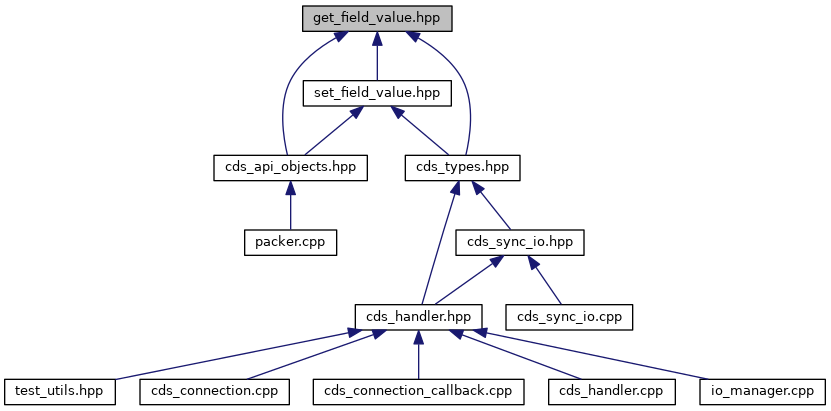 get_field_value.hpp
set_field_value.hpp
cds_api_objects.hpp
cds_types.hpp
packer.cpp
cds_sync_io.hpp
cds_handler.hpp
cds_sync_io.cpp
test_utils.hpp
cds_connection.cpp
cds_connection_callback.cpp
cds_handler.cpp
io_manager.cpp